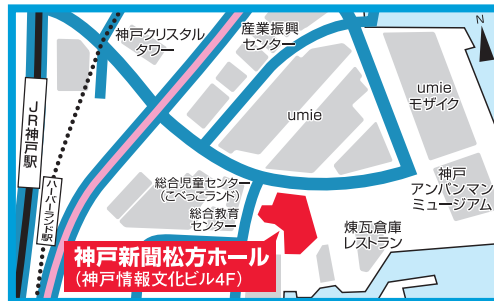 神戸クリスタル
タワー
産業振興
センター
N
umie
umie
モザイク
JR神戸駅
ハーバーランド駅
総合児童センター
(こべっこランド)
総合教育
センター
神戸
アンパンマン
ミュージアム
煉瓦倉庫
レストラン
神戸新聞松方ホール
(神戸情報文化ビル4F)